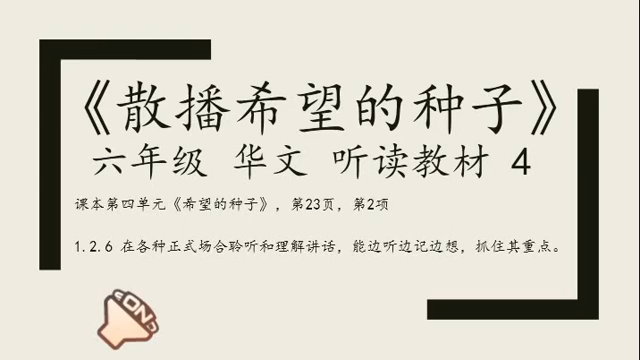 《散播希望的种子》
六年级 华文 听读教材 4
课本第四单元《希望的种子》，第23页，第2项
1.2.6 在各种正式场合聆听和理解讲话，能边听边记边想，抓住其重点。
ON